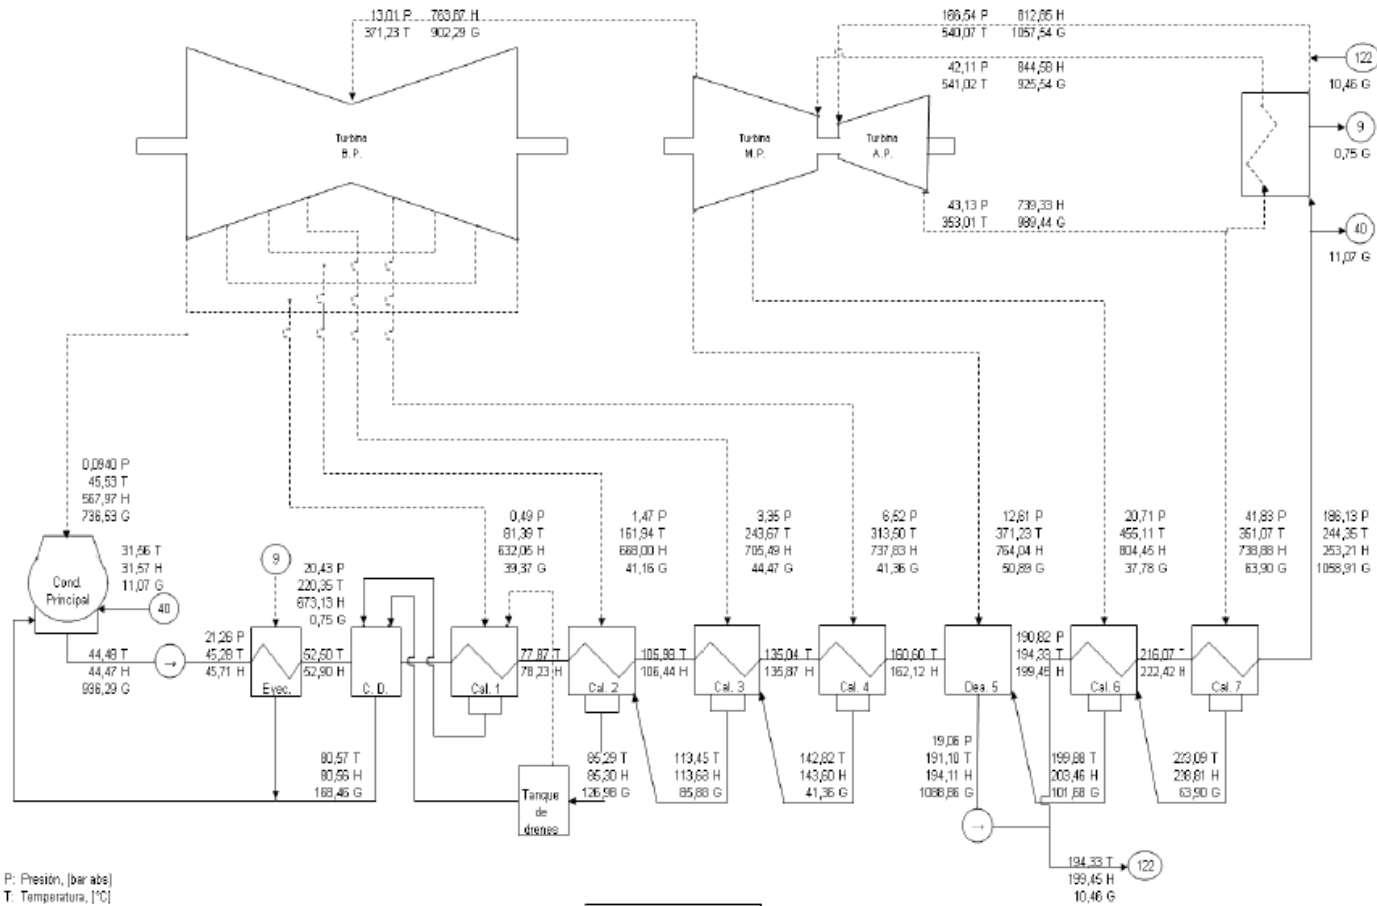 13,01 P 763,87 H
371,23 T 902,29 G
166,54 P 812,85 H
540,07 T 1057,54 G
42,11 P 844,58 H
541,02 T 925,54 G
122
10,46 G
9
0,75 G
Turbina
B.P.
Turbina
M.P.
Turbina
A.P.
43,13 P 739,33 H
353,01 T 989,44 G
40
11,07 G
0,0940 P
45,53 T
567,97 H
736,53 G
31,56 T
31,57 H
11,07 G
40
Cond.
Principal
9
20,43 P
220,35 T
673,13 H
0,75 G
0,49 P
81,39 T
632,05 H
39,37 G
1,47 P
161,94 T
668,00 H
41,16 G
3,35 P
243,67 T
705,49 H
44,47 G
6,52 P
313,50 T
737,83 H
41,36 G
12,61 P
371,23 T
764,04 H
50,89 G
20,71 P
455,11 T
804,45 H
37,78 G
41,83 P
351,07 T
738,88 H
63,90 G
186,13 P
244,35 T
253,21 H
1058,91 G
44,48 T
44,47 H
936,29 G
21,26 P
45,28 T
45,71 H
Eyec.
52,50 T
52,90 H
C. D.
Cal. 1
77,87 T
78,23 H
Cal. 2
105,98 T
106,44 H
Cal. 3
135,04 T
135,87 H
Cal. 4
160,60 T
162,12 H
Dea. 5
190,82 P
194,33 T
199,45 H
Cal. 6
216,07 T
222,42 H
Cal. 7
80,57 T
80,56 H
168,46 G
Tanque
de
drenes
85,29 T
85,30 H
126,98 G
113,45 T
113,68 H
85,88 G
142,82 T
143,60 H
41,36 G
19,06 P
191,10 T
194,11 H
1088,86 G
199,88 T
203,46 H
101,68 G
223,09 T
228,81 H
63,90 G
194,33 T
199,45 H
10,46 G
122
P: Presión, [bar abs]
T: Temperatura, [°C]